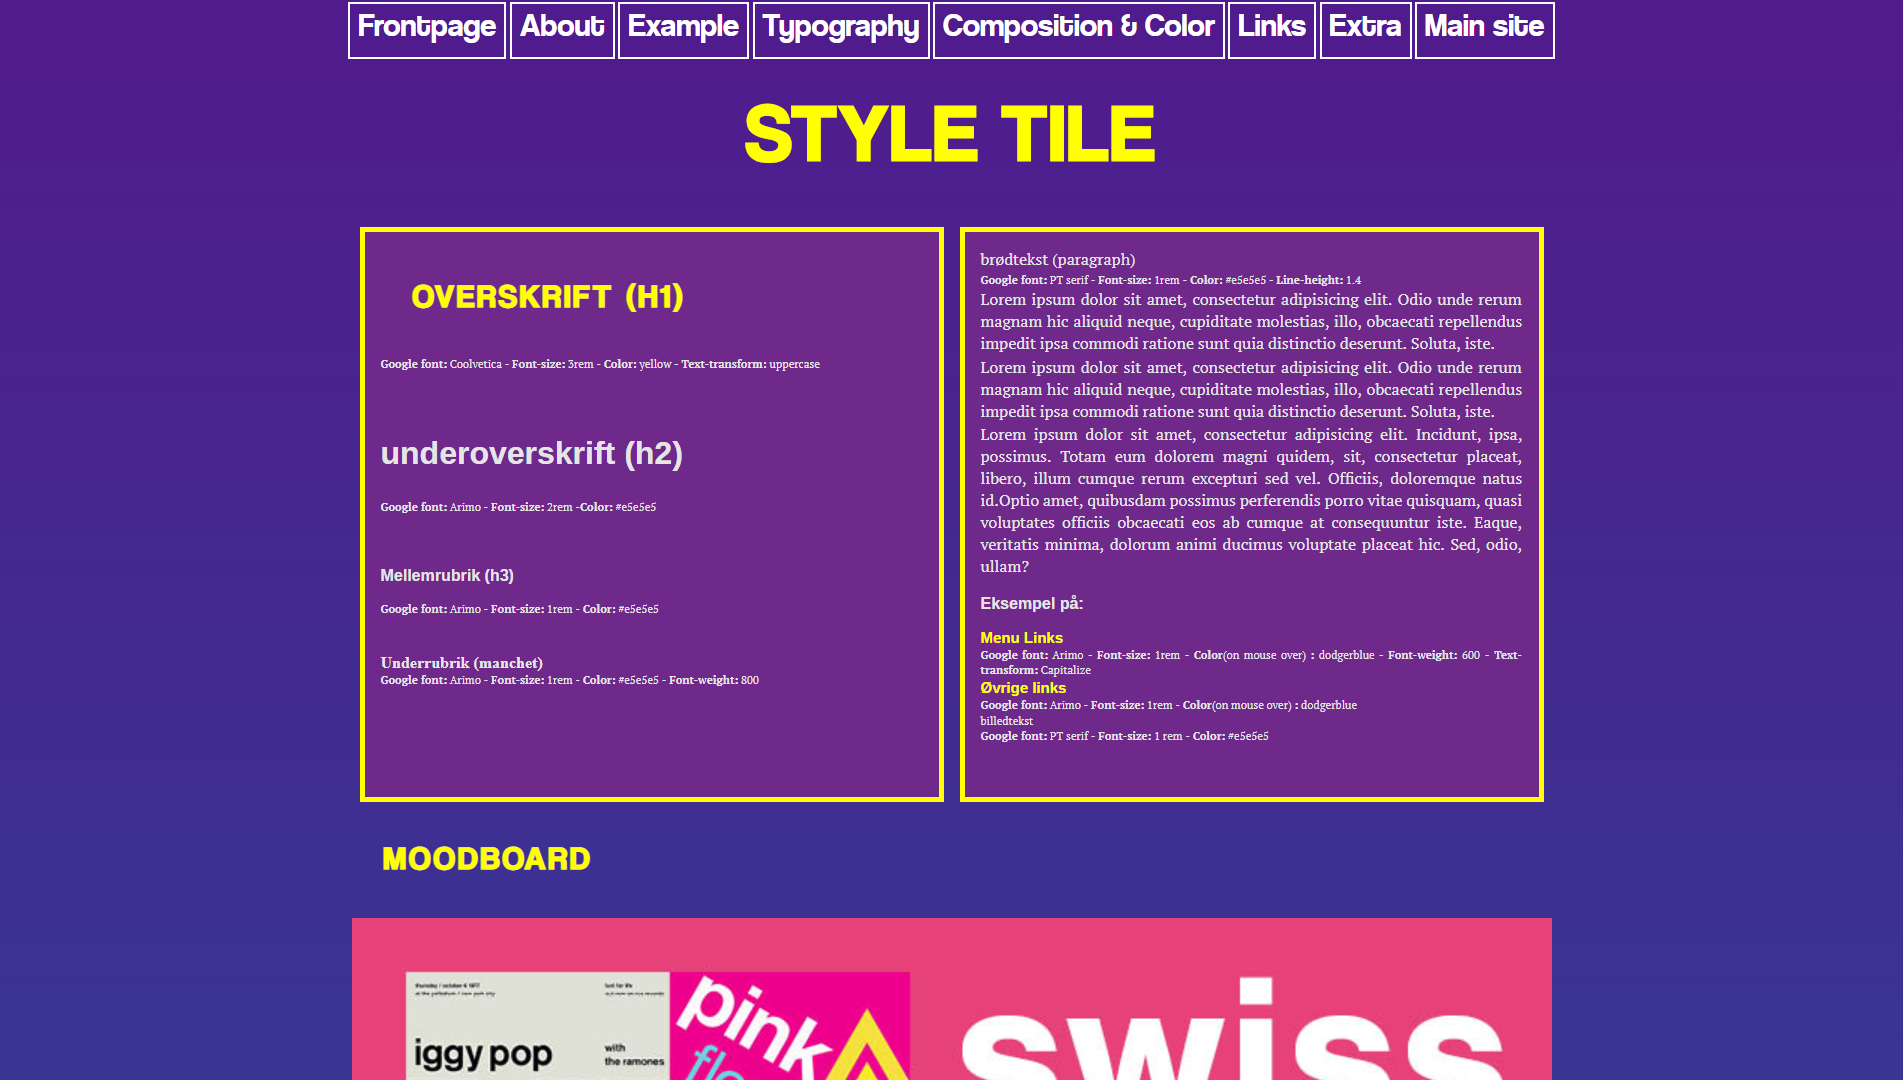 Frontpage About Example Typography Composition & Color Links Extra Main site
STYLE TILE
OVERSKRIFT (H1)
Google font: Coolvetica - Font-size: 3rem - Color: yellow - Text-transform: uppercase
underoverskrift (h2)
Google font: Arimo - Font-size: 2rem -Color: #e5e5e5
Mellemrubrik (h3)
Google font: Arimo - Font-size: 1rem - Color: #e5e5e5
Underrubrik (manchet)
Google font: Arimo - Font-size: 1rem - Color: #e5e5e5 - Font-weight: 800
brødtekst (paragraph)
Google font: PT serif - Font-size: 1rem - Color: #e5e5e5 - Line-height: 1.4
Lorem ipsum dolor sit amet, consectetur adipisicing elit. Odio unde rerum
magnam hic aliquid neque, cupiditate molestias, illo, obcaecati repellendus
impedit ipsa commodi ratione sunt quia distinctio deserunt. Soluta, iste.
Lorem ipsum dolor sit amet, consectetur adipisicing elit. Odio unde rerum
magnam hic aliquid neque, cupiditate molestias, illo, obcaecati repellendus
impedit ipsa commodi ratione sunt quia distinctio deserunt. Soluta, iste.
Lorem ipsum dolor sit amet, consectetur adipisicing elit. Incidunt, ipsa,
possimus. Totam eum dolorem magni quidem, sit, consectetur placeat,
libero, illum cumque rerum excepturi sed vel. Officiis, doloremque natus
id.Optio amet, quibusdam possimus perferendis porro vitae quisquam, quasi
voluptates officiis obcaecati eos ab cumque at consequuntur iste. Eaque,
veritatis minima, dolorum animi ducimus voluptate placeat hic. Sed, odio,
ullam?
Eksempel på:
Menu Links
Google font: Arimo - Font-size: 1rem - Color(on mouse over) : dodgerblue - Font-weight: 600 - Text-
transform: Capitalize
Øvrige links
Google font: Arimo - Font-size: 1rem - Color(on mouse over) : dodgerblue
billedtekst
Google font: PT serif - Font-size: 1 rem - Color: #e5e5e5
MOODBOARD
iggy pop
with
the ramones
pink
swiss